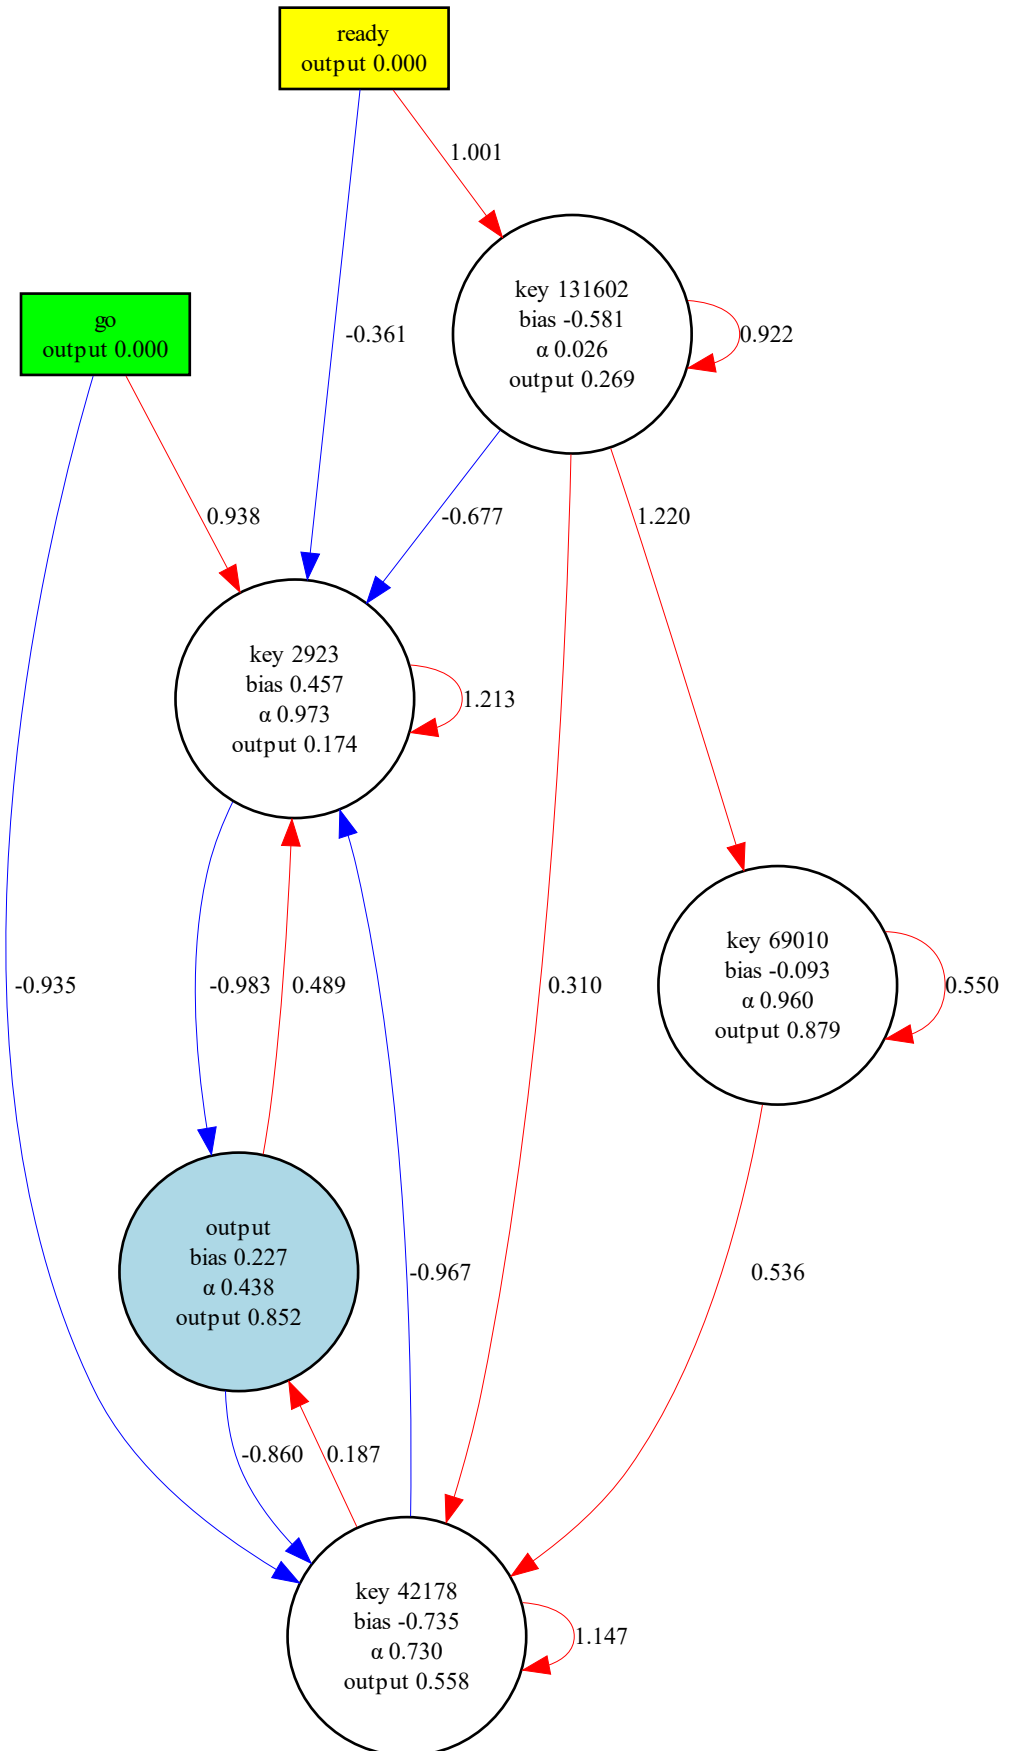 ready
output 0.000
1.001
key 131602
bias -0.581
α 0.026
output 0.269
0.922
go
output 0.000
-0.361
0.938
-0.677
1.220
key 2923
bias 0.457
α 0.973
output 0.174
1.213
key 69010
bias -0.093
α 0.960
output 0.879
0.550
-0.935
-0.983
0.489
0.310
output
bias 0.227
α 0.438
output 0.852
-0.967
0.536
-0.860
0.187
key 42178
bias -0.735
α 0.730
output 0.558
1.147